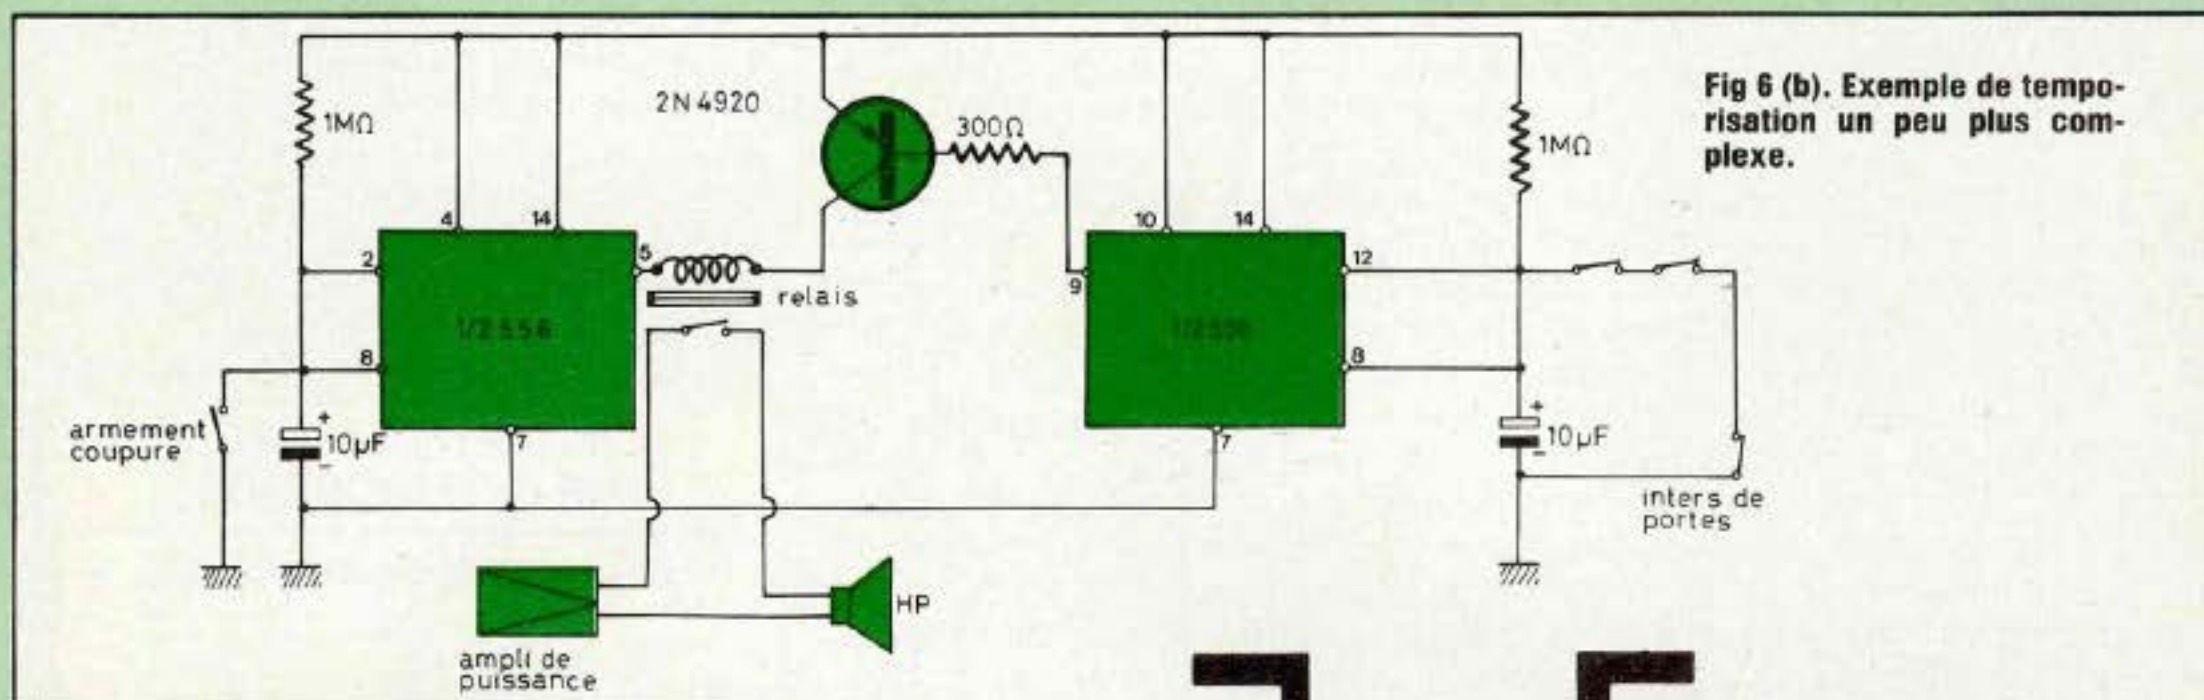 Fig 6 (b). Exemple de tempo-
risation un peu plus com-
plexe.
1MΩ
2N4920
300Ω
1MΩ
4
14
10
14
2
5
9
12
relais
1/2 556
8
8
armement
coupure
+
10µF
-
7
7
+
10µF
-
inters de
portes
HP
ampli de
puissance